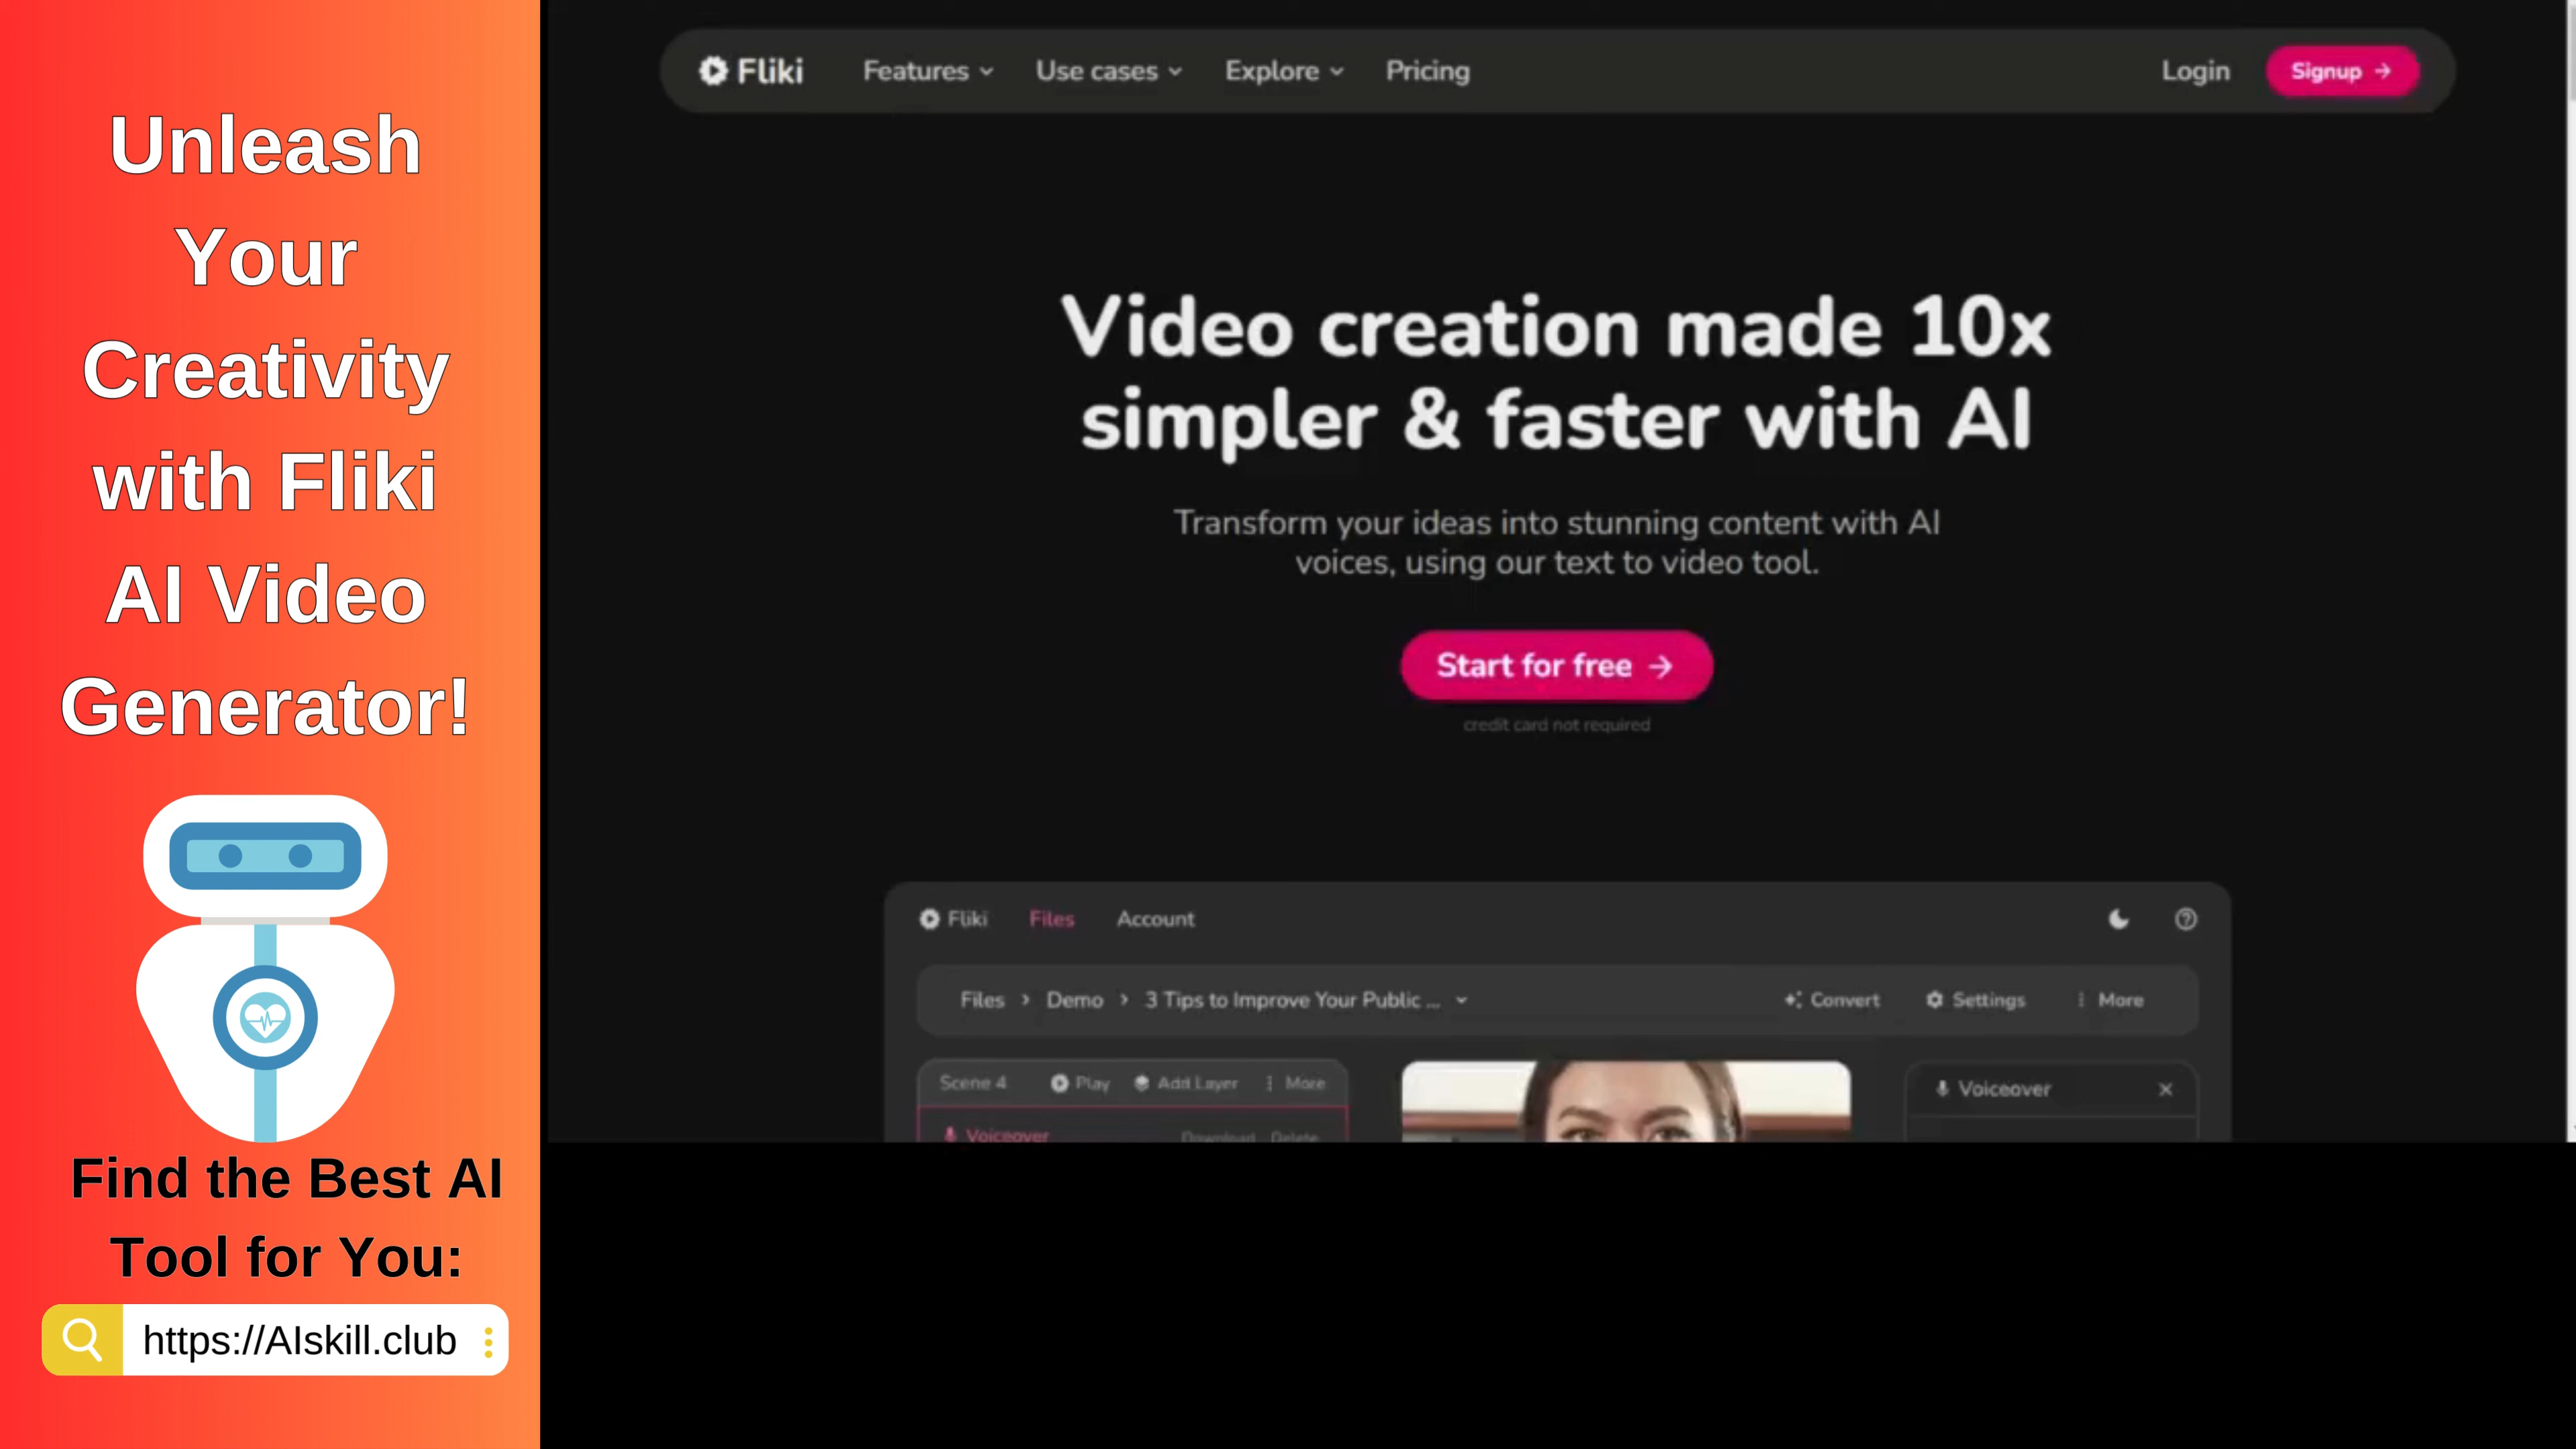 Unleash
Your
Creativity
with Fliki
AI Video
Generator!
Find the Best AI
Tool for You:
https://AIskill.club
Fliki Features Use cases Explore Pricing Login Signup →
Video creation made 10x
simpler & faster with AI
Transform your ideas into stunning content with AI
voices, using our text to video tool.
Start for free →
credit card not required
Fliki Files Account
Files > Demo > 3 Tips to Improve Your Public ... Convert Settings More
Scene 4 Play Add Layer More
Voiceover Download Delete
Voiceover